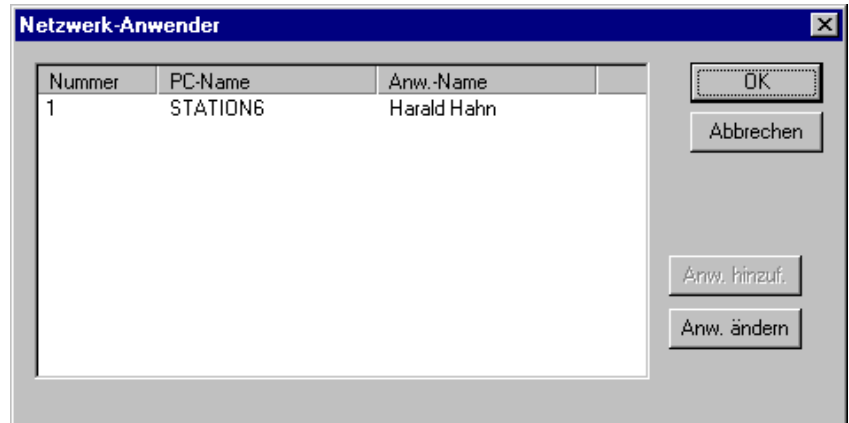 Netzwerk-Anwender
Nummer PC-Name Anw.-Name
1 STATION6 Harald Hahn
OK
Abbrechen
Anw. hinzuf.
Anw. ändern